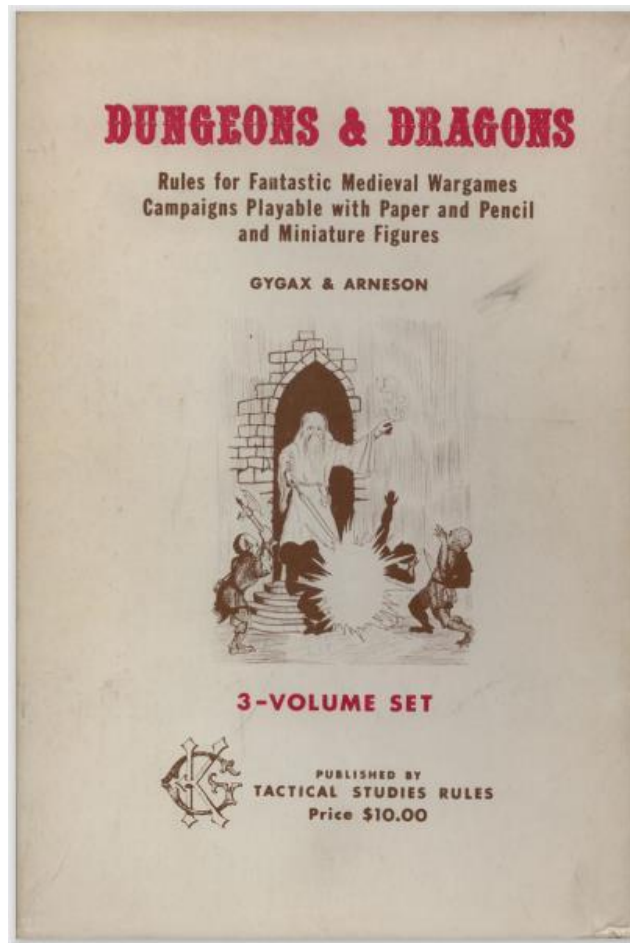 DUNGEONS & DRAGONS
Rules for Fantastic Medieval Wargames
Campaigns Playable with Paper and Pencil
and Miniature Figures
GYGAX & ARNESON
3-VOLUME SET
PUBLISHED BY
TACTICAL STUDIES RULES
Price $10.00